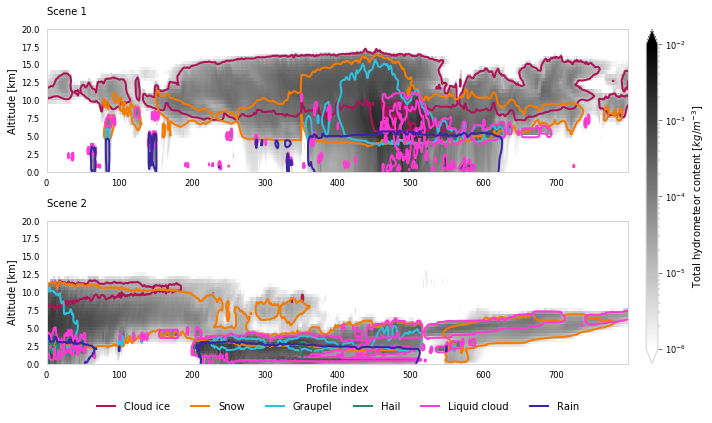 Scene 1
20.0
17.5
15.0
12.5
10.0
7.5
5.0
2.5
0.0
Altitude [km]
0 100 200 300 400 500 600 700
Scene 2
20.0
17.5
15.0
12.5
10.0
7.5
5.0
2.5
0.0
Altitude [km]
0 100 200 300 400 500 600 700
Profile index
10⁻²
10⁻³
10⁻⁴
10⁻⁵
10⁻⁶
Total hydrometeor content [kg/m⁻³]
Cloud ice Snow Graupel Hail Liquid cloud Rain